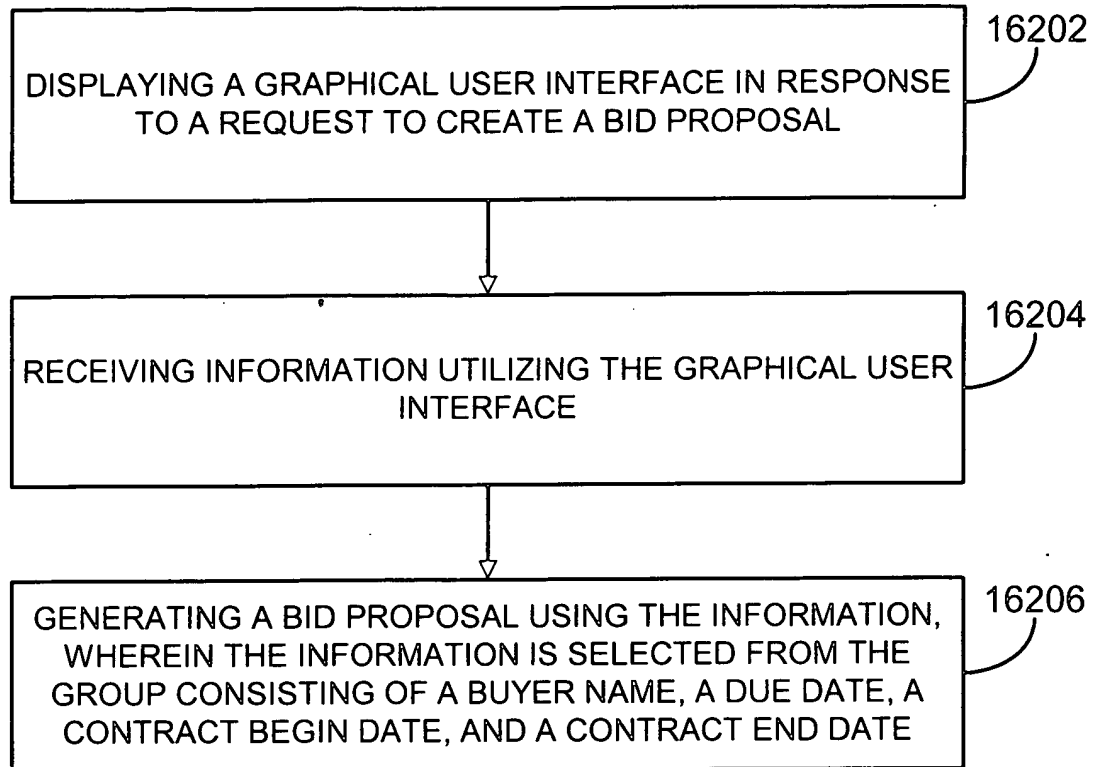 16202
DISPLAYING A GRAPHICAL USER INTERFACE IN RESPONSE
TO A REQUEST TO CREATE A BID PROPOSAL
16204
RECEIVING INFORMATION UTILIZING THE GRAPHICAL USER
INTERFACE
16206
GENERATING A BID PROPOSAL USING THE INFORMATION,
WHEREIN THE INFORMATION IS SELECTED FROM THE
GROUP CONSISTING OF A BUYER NAME, A DUE DATE, A
CONTRACT BEGIN DATE, AND A CONTRACT END DATE